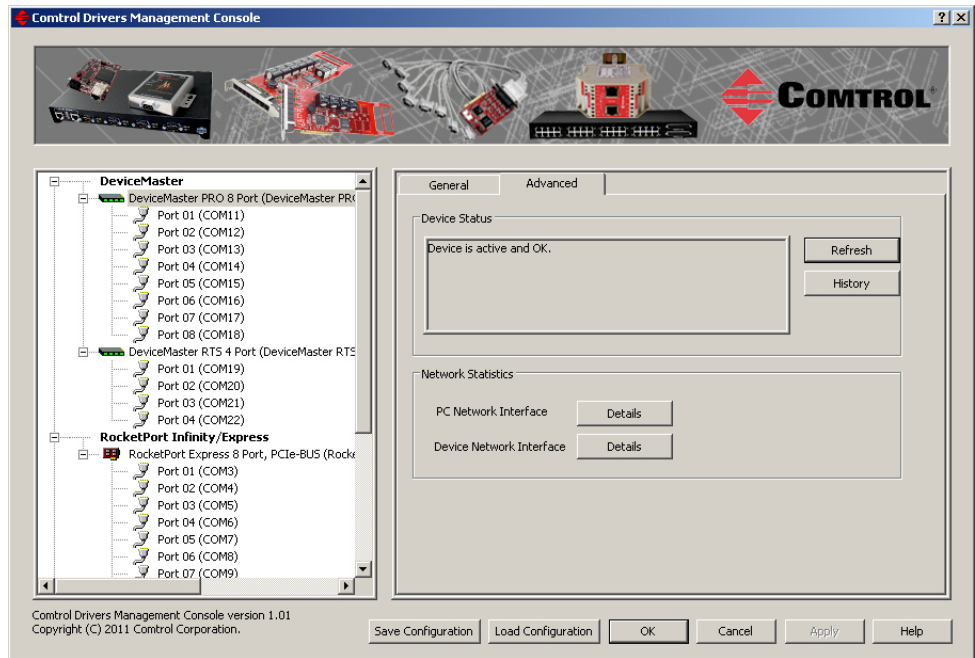 Comtrol Drivers Management Console
COMTROL
DeviceMaster
DeviceMaster PRO 8 Port (DeviceMaster PRO
Port 01 (COM11)
Port 02 (COM12)
Port 03 (COM13)
Port 04 (COM14)
Port 05 (COM15)
Port 06 (COM16)
Port 07 (COM17)
Port 08 (COM18)
DeviceMaster RTS 4 Port (DeviceMaster RTS
Port 01 (COM19)
Port 02 (COM20)
Port 03 (COM21)
Port 04 (COM22)
RocketPort Infinity/Express
RocketPort Express 8 Port, PCIe-BUS (Rocke
Port 01 (COM3)
Port 02 (COM4)
Port 03 (COM5)
Port 04 (COM6)
Port 05 (COM7)
Port 06 (COM8)
Port 07 (COM9)
General
Advanced
Device Status
Device is active and OK.
Refresh
History
Network Statistics
PC Network Interface
Details
Device Network Interface
Details
Comtrol Drivers Management Console version 1.01
Copyright (C) 2011 Comtrol Corporation.
Save Configuration
Load Configuration
OK
Cancel
Apply
Help